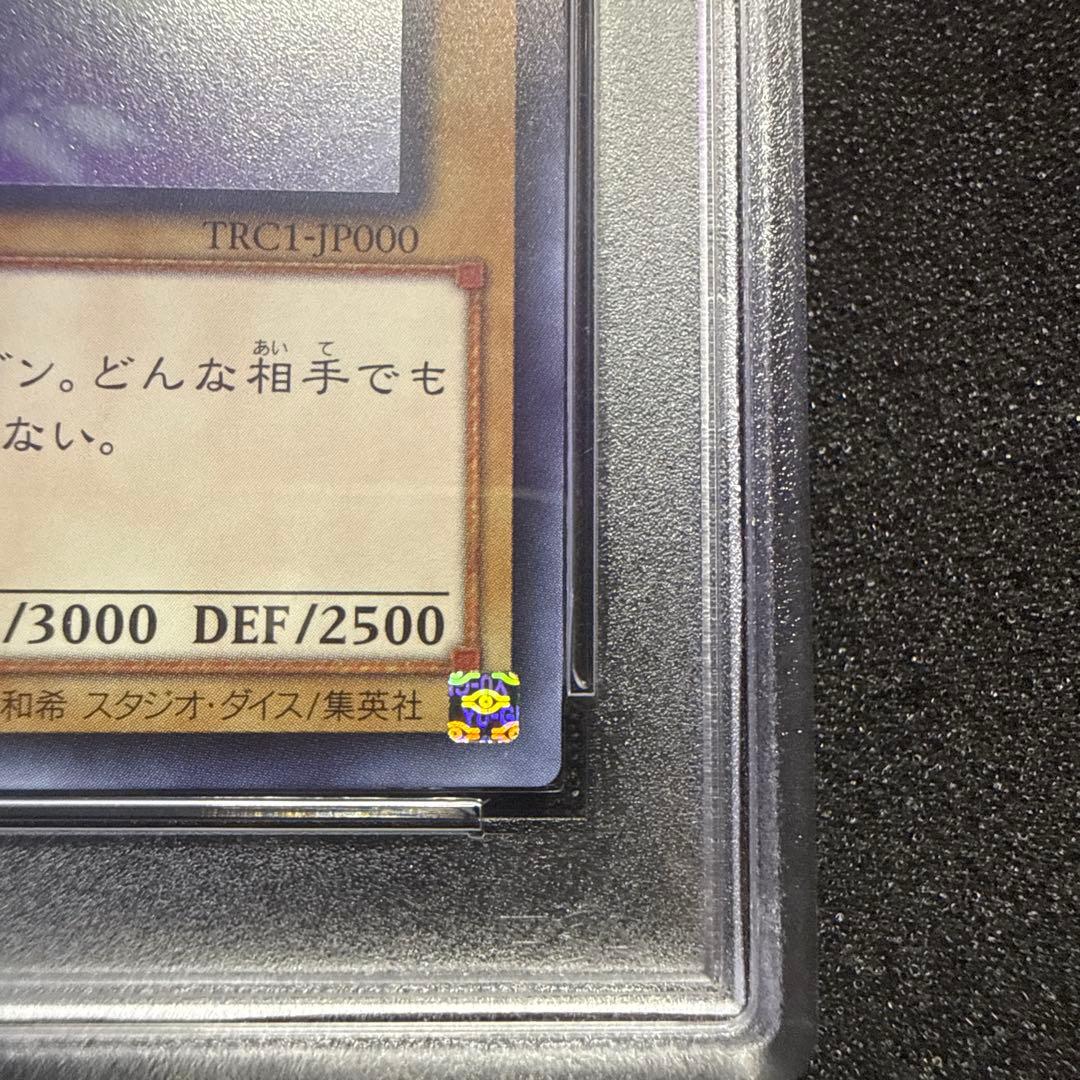 TRC1-JP000
ン。どんな相手でも
あい て
ない。
/3000 DEF/2500
和希 スタジオ・ダイス/集英社